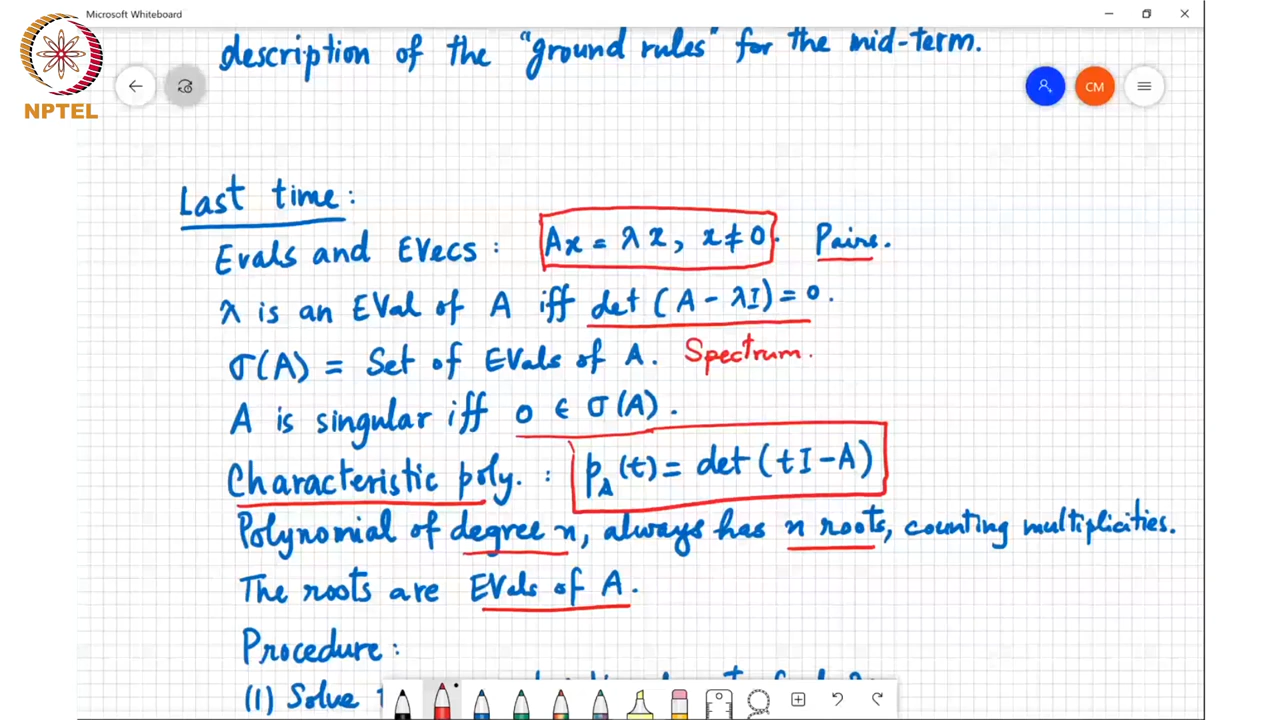 Microsoft Whiteboard
NPTEL
CM
description of the "ground rules" for the mid-term.
Last time:
Evals and EVecs : Ax = λx, x ≠ 0. Pairs.
λ is an EVal of A iff det (A - λI) = 0.
σ(A) = Set of EVals of A. Spectrum.
A is singular iff 0 ∈ σ(A).
Characteristic poly. : p_A(t) = det (tI - A)
Polynomial of degree n, always has n roots, counting multiplicities.
The roots are EVals of A.
Procedure:
(1) Solve